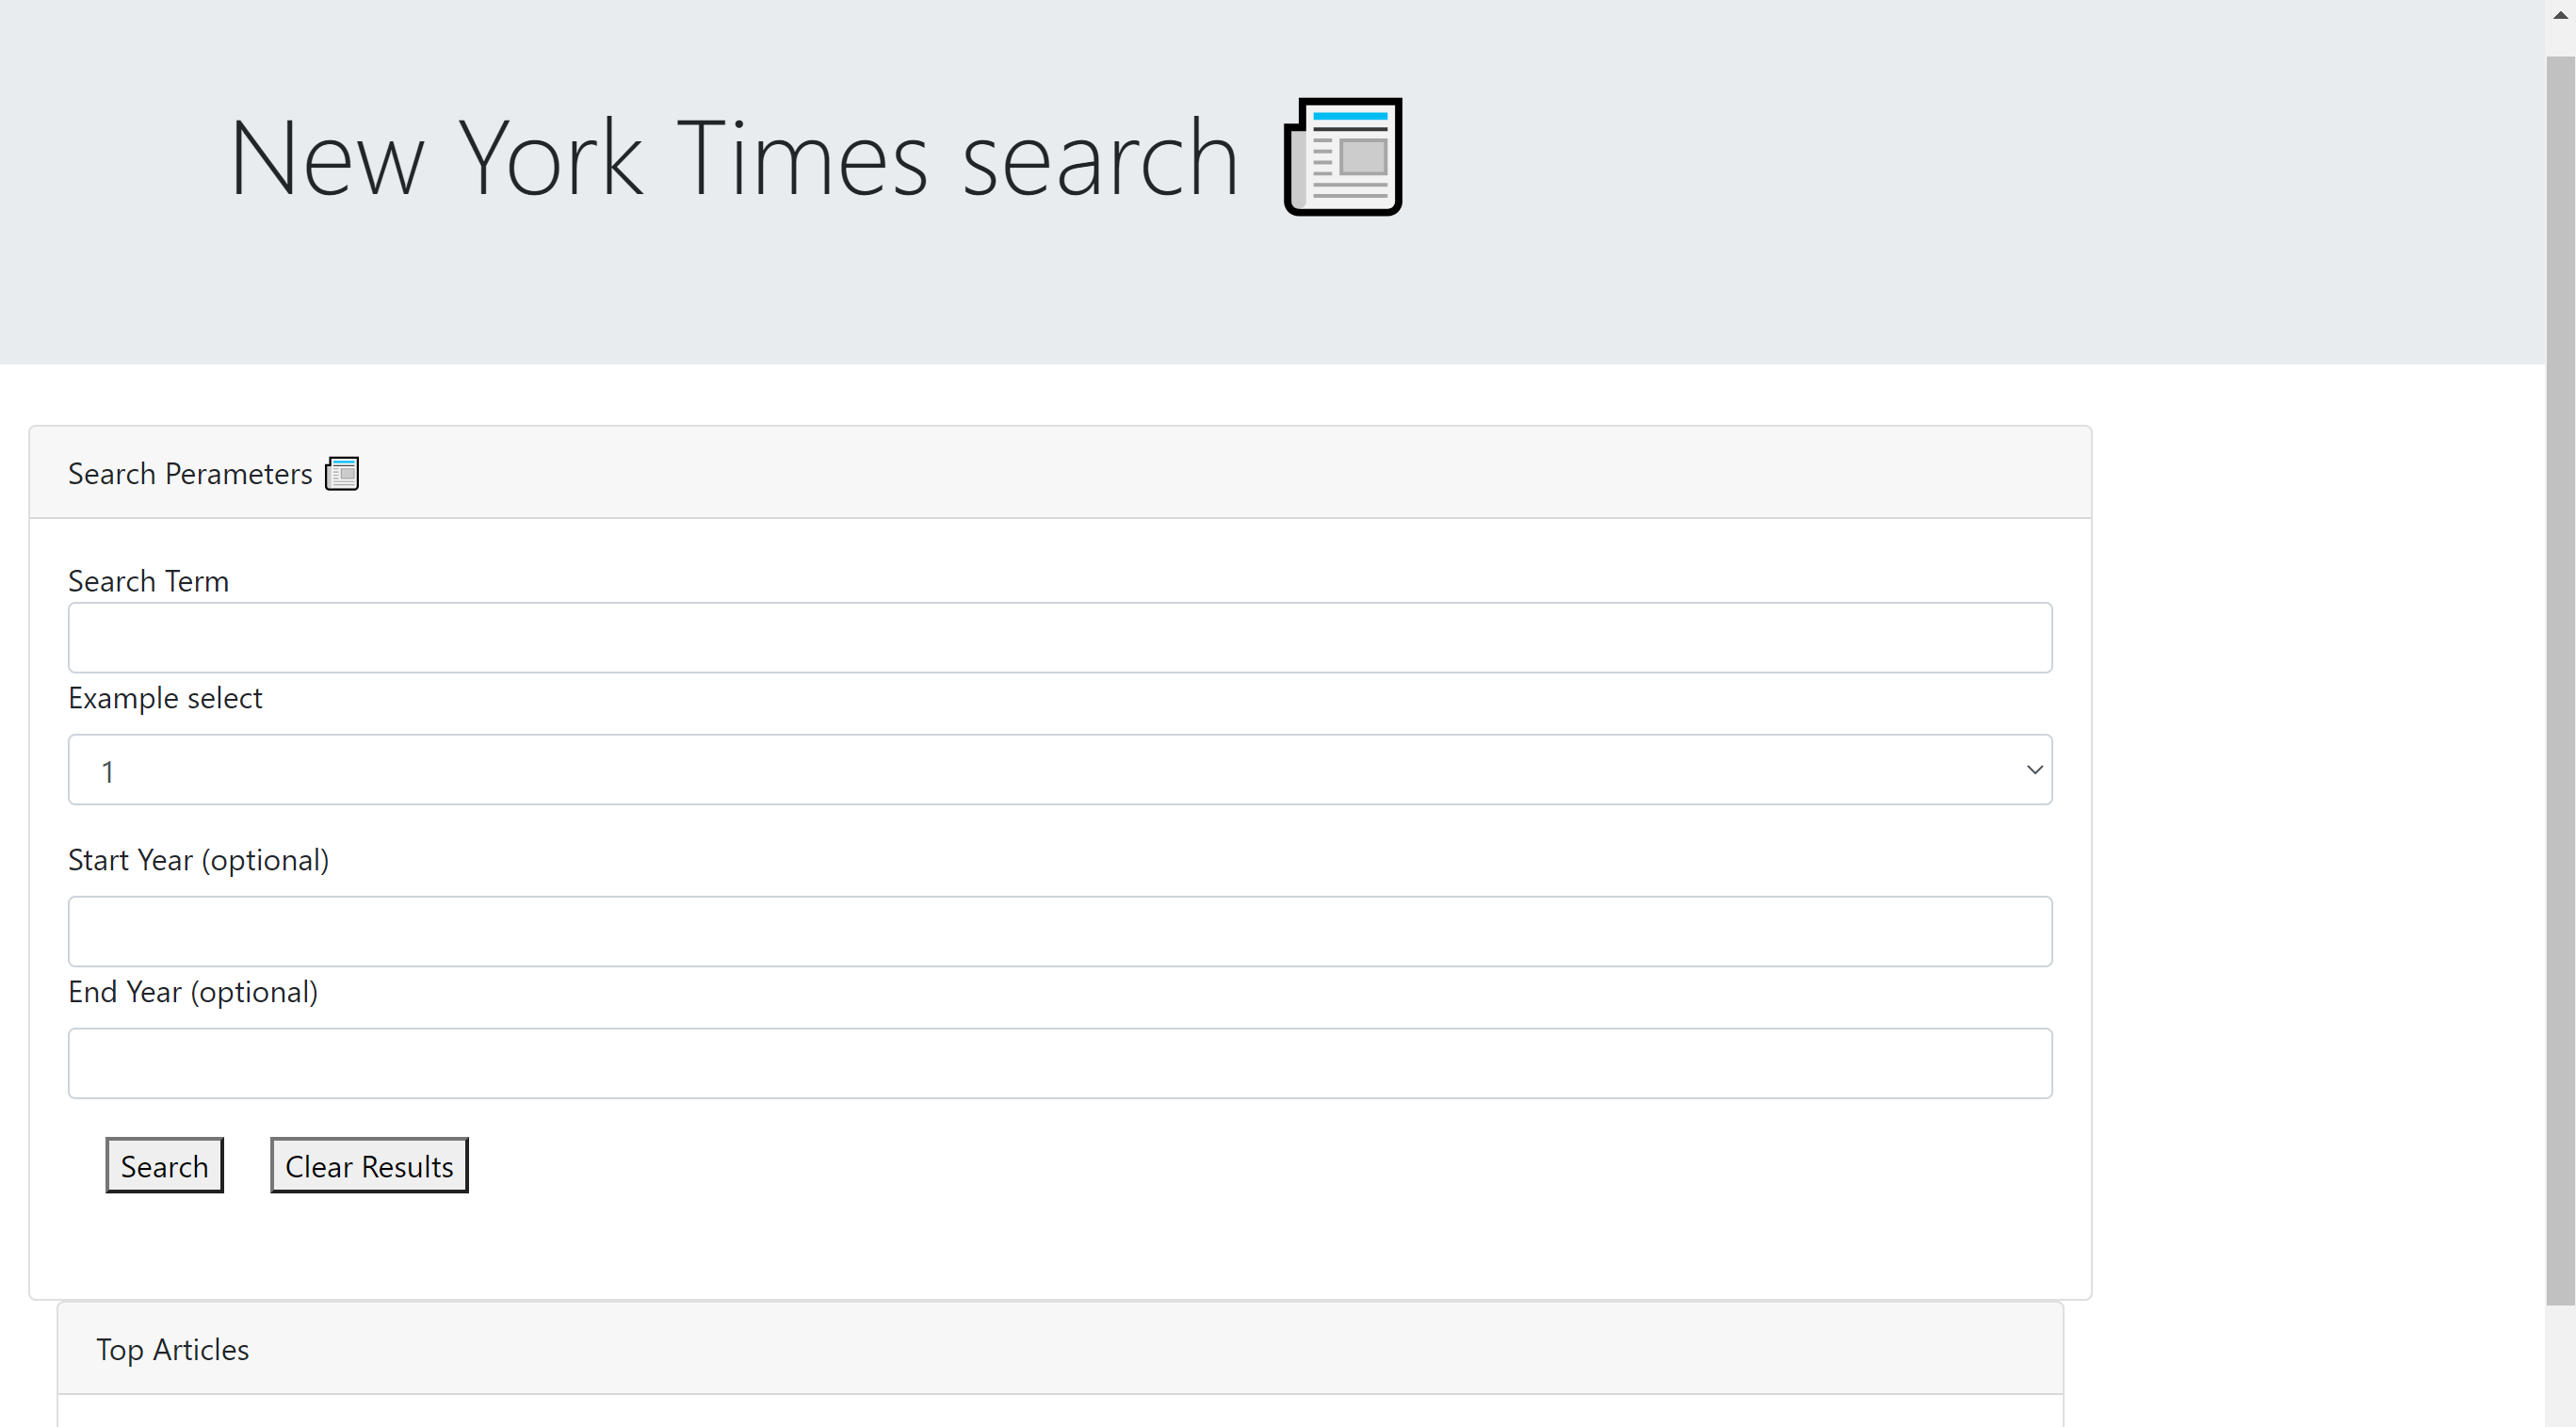 New York Times search
Search Perameters
Search Term
Example select
1
Start Year (optional)
End Year (optional)
Search Clear Results
Top Articles